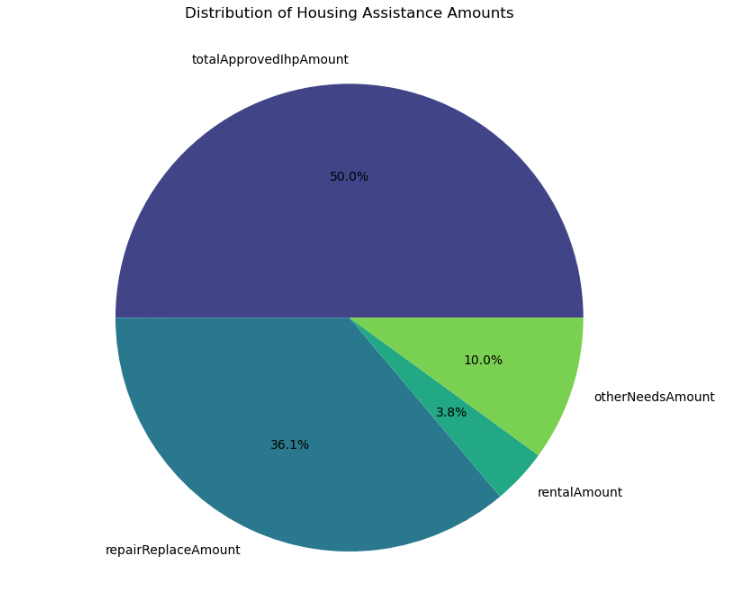 Distribution of Housing Assistance Amounts
totalApprovedIhpAmount
50.0%
10.0%
otherNeedsAmount
3.8%
36.1%
rentalAmount
repairReplaceAmount